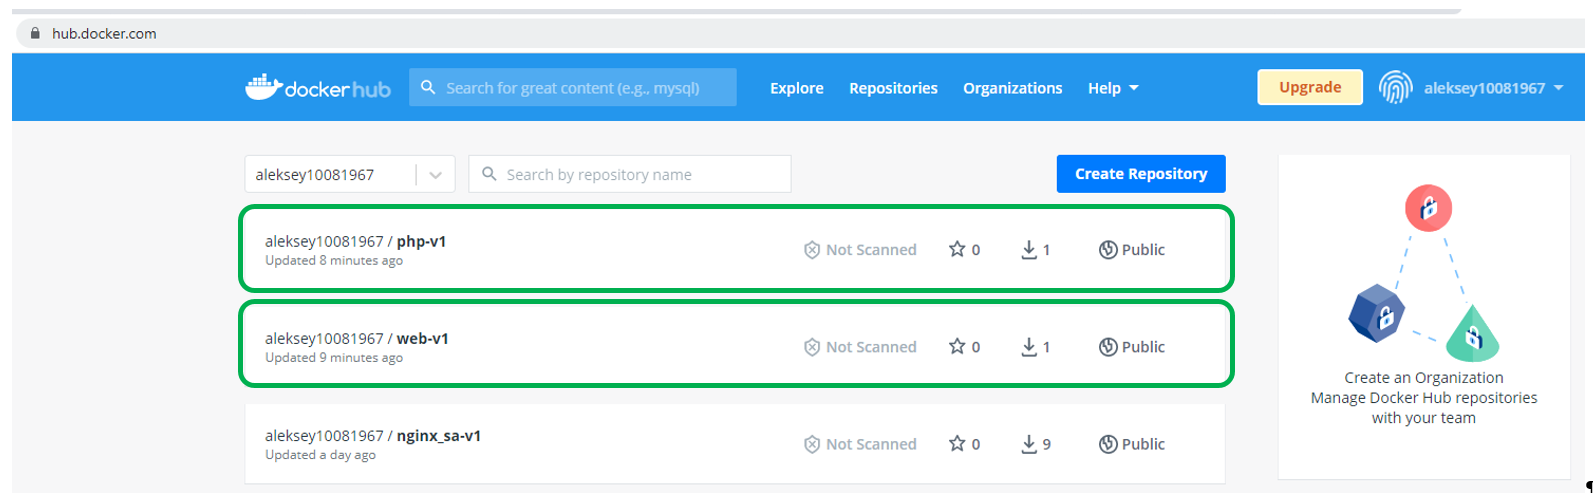 hub.docker.com
docker hub
Search for great content (e.g., mysql)
Explore
Repositories
Organizations
Help
Upgrade
aleksey10081967
aleksey10081967
Search by repository name
Create Repository
aleksey10081967 / php-v1
Updated 8 minutes ago
Not Scanned
0
1
Public
aleksey10081967 / web-v1
Updated 9 minutes ago
Not Scanned
0
1
Public
aleksey10081967 / nginx_sa-v1
Updated a day ago
Not Scanned
0
9
Public
Create an Organization
Manage Docker Hub repositories
with your team